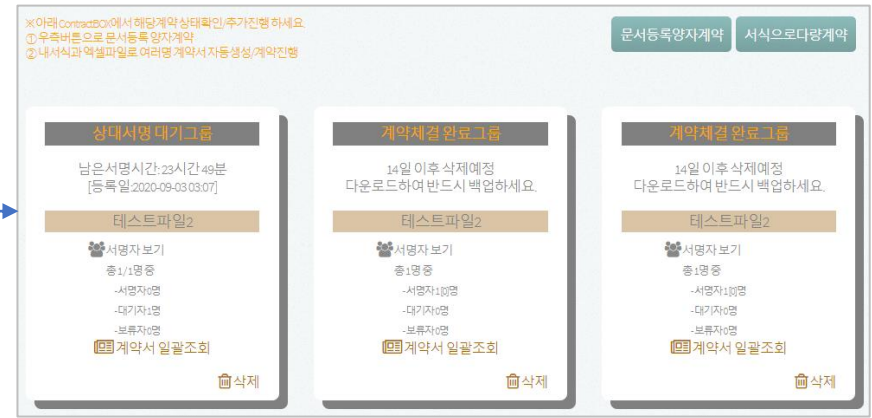 ※아래 ContractBOX에서 해당계약 상태확인/추가진행 하세요.
① 우측버튼으로 문서등록 양자계약
② 내서식과 엑셀파일로 여러명 계약서 자동생성/계약진행
문서등록양자계약 서식으로다량계약
상대서명 대기그룹
남은서명시간: 23시간 49분
[등록일:2020-09-03 03:07]
테스트파일2
서명자 보기
총1/1명 중
-서명자0명
-대기자1명
-보류자0명
계약서 일괄조회
삭제
계약체결 완료그룹
14일 이후 삭제예정
다운로드하여 반드시 백업하세요.
테스트파일2
서명자 보기
총1명 중
-서명자1[0]명
-대기자0명
-보류자0명
계약서 일괄조회
삭제
계약체결 완료그룹
14일 이후 삭제예정
다운로드하여 반드시 백업하세요.
테스트파일2
서명자 보기
총1명 중
-서명자1[0]명
-대기자0명
-보류자0명
계약서 일괄조회
삭제